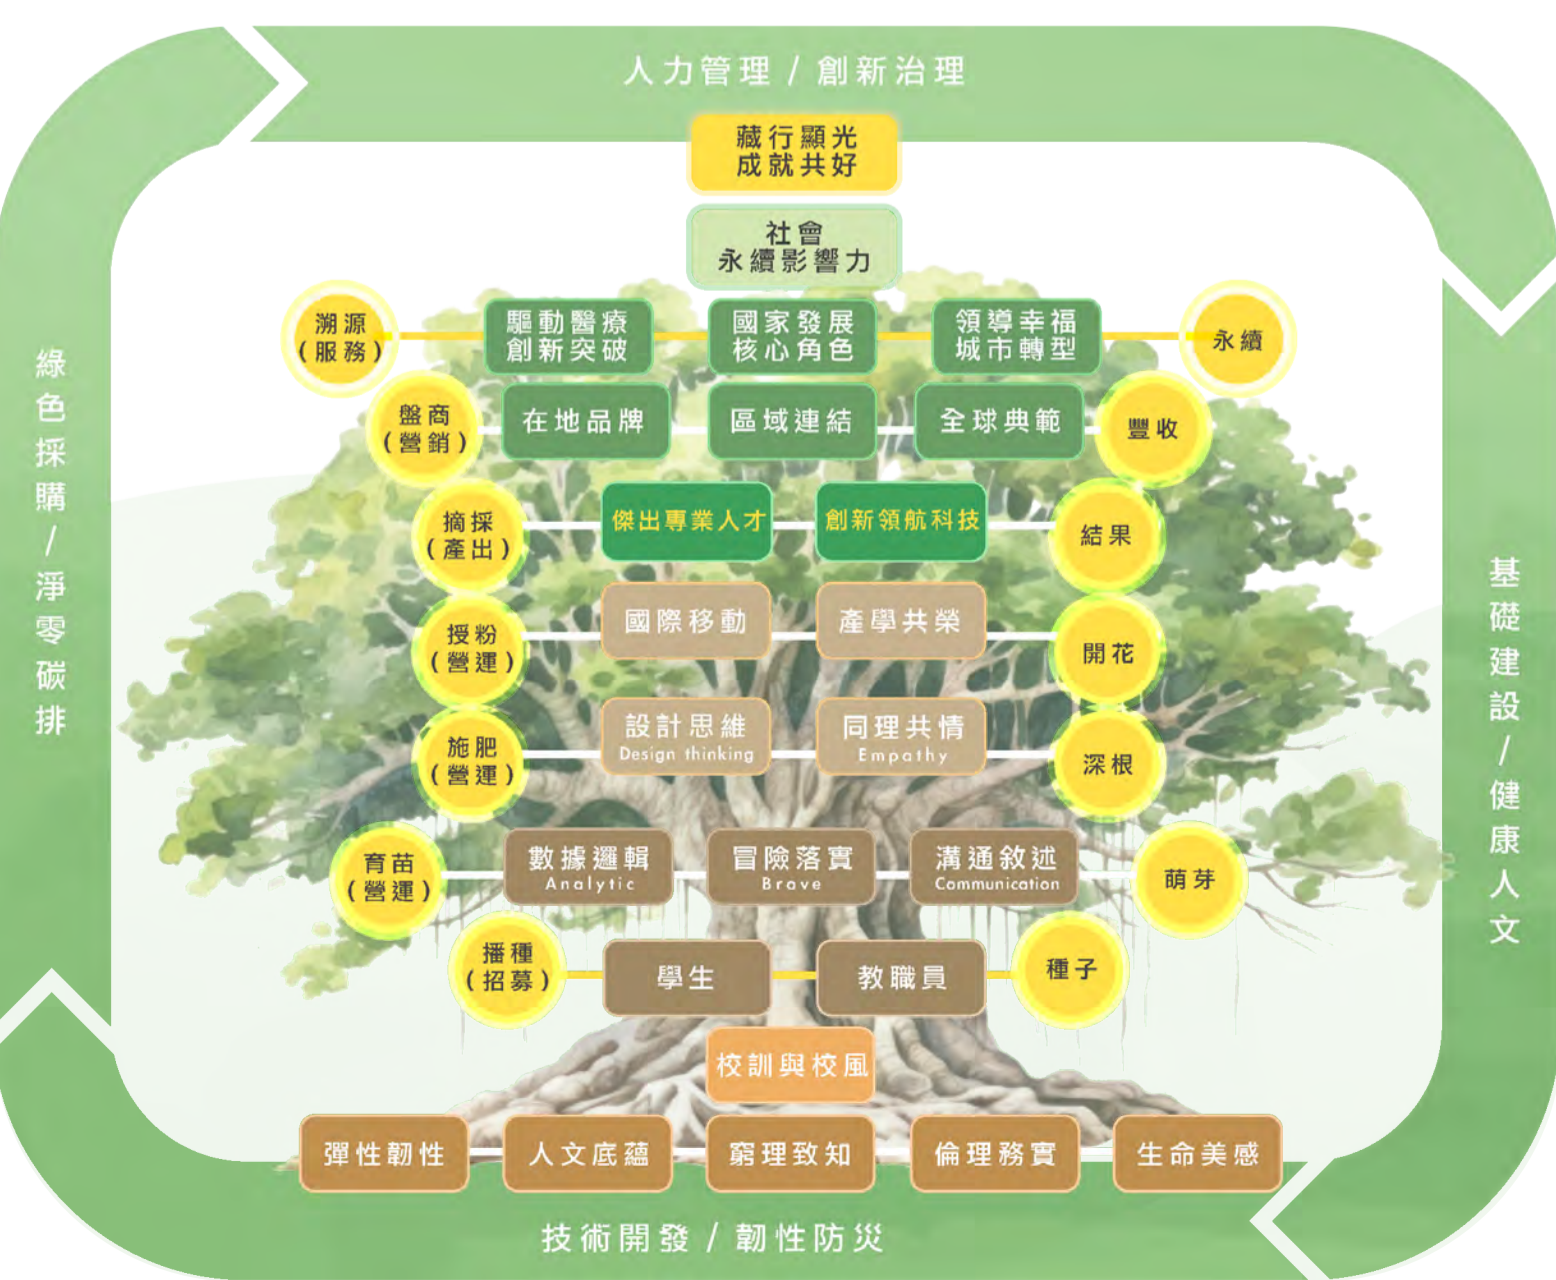 人力管理 / 創新治理
藏行顯光
成就共好
社會
永續影響力
溯源
(服務)
驅動醫療
創新突破
國家發展
核心角色
領導幸福
城市轉型
永續
盤商
(營銷)
在地品牌
區域連結
全球典範
豐收
摘採
(產出)
傑出專業人才
創新領航科技
結果
授粉
(營運)
國際移動
產學共榮
開花
施肥
(營運)
設計思維
Design thinking
同理共情
Empathy
深根
育苗
(營運)
數據邏輯
Analytic
冒險落實
Brave
溝通敘述
Communication
萌芽
播種
(招募)
學生
教職員
種子
校訓與校風
彈性韌性
人文底蘊
窮理致知
倫理務實
生命美感
技術開發 / 韌性防災
綠色採購/淨零碳排
基礎建設/健康人文